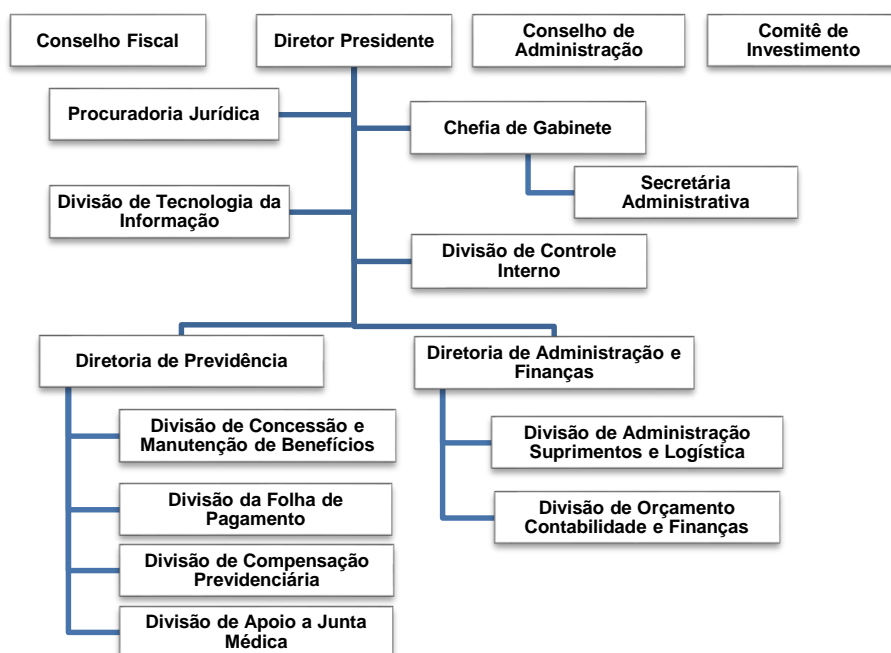 Conselho Fiscal
Diretor Presidente
Conselho de
Administração
Comitê de
Investimento
Procuradoria Jurídica
Chefia de Gabinete
Secretária
Administrativa
Divisão de Tecnologia da
Informação
Divisão de Controle
Interno
Diretoria de Previdência
Diretoria de Administração e
Finanças
Divisão de Concessão e
Manutenção de Benefícios
Divisão da Folha de
Pagamento
Divisão de Compensação
Previdenciária
Divisão de Apoio a Junta
Médica
Divisão de Administração
Suprimentos e Logística
Divisão de Orçamento
Contabilidade e Finanças